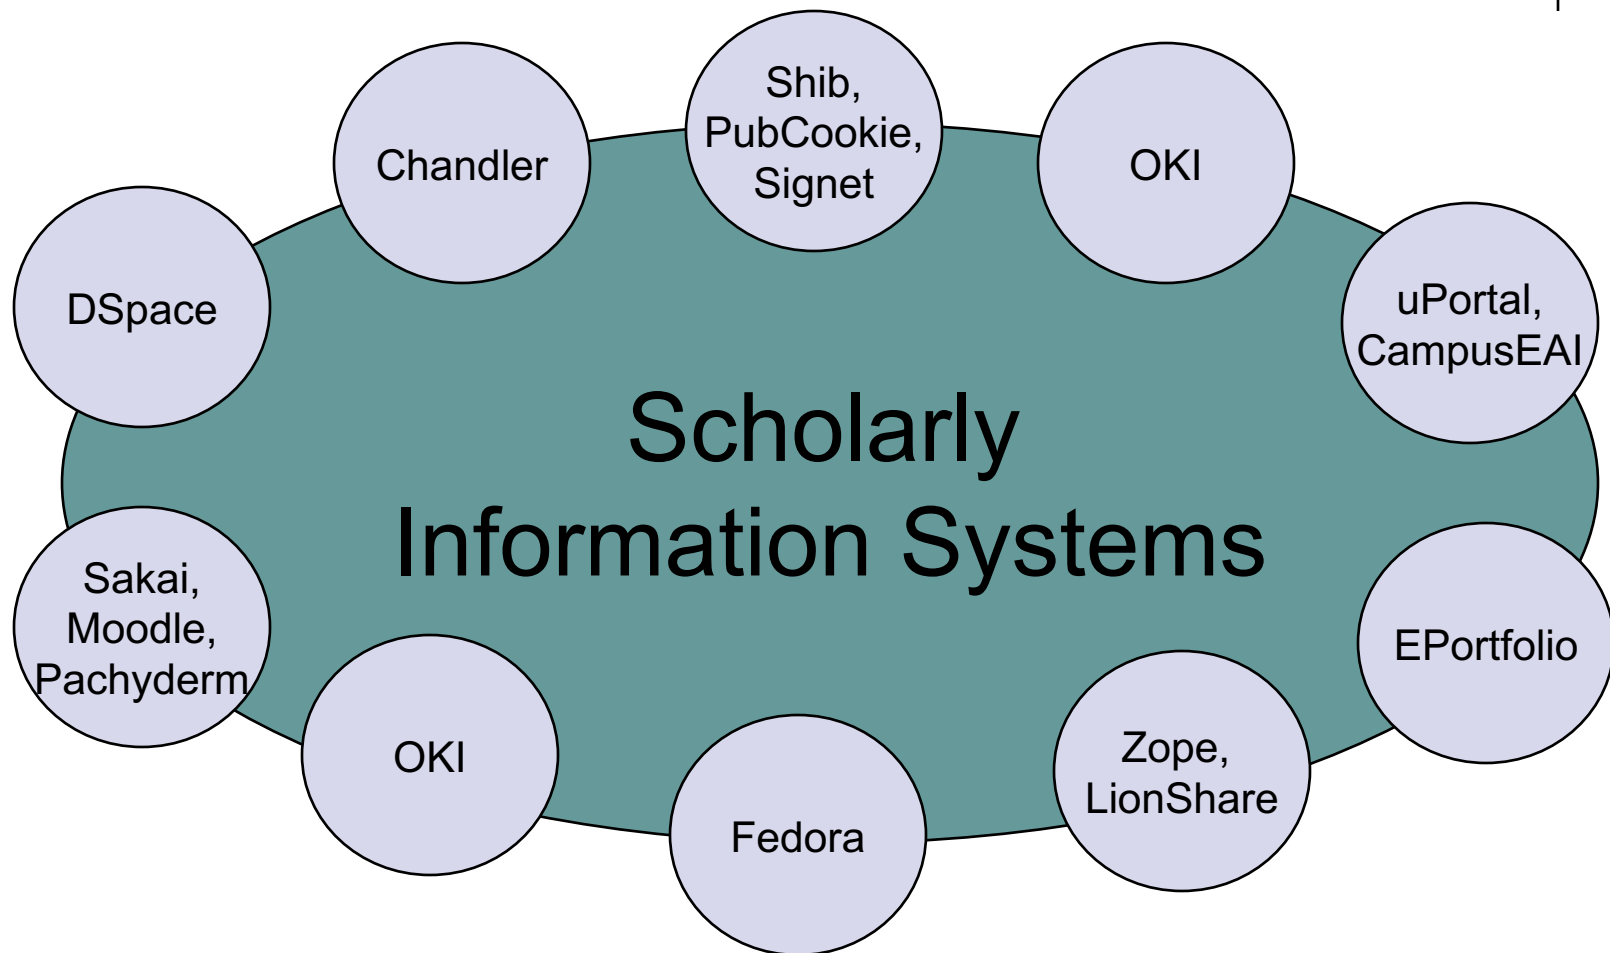 Shib,
PubCookie,
Signet
Chandler
OKI
DSpace
uPortal,
CampusEAI
Scholarly
Information Systems
Sakai,
Moodle,
Pachyderm
EPortfolio
OKI
Zope,
LionShare
Fedora